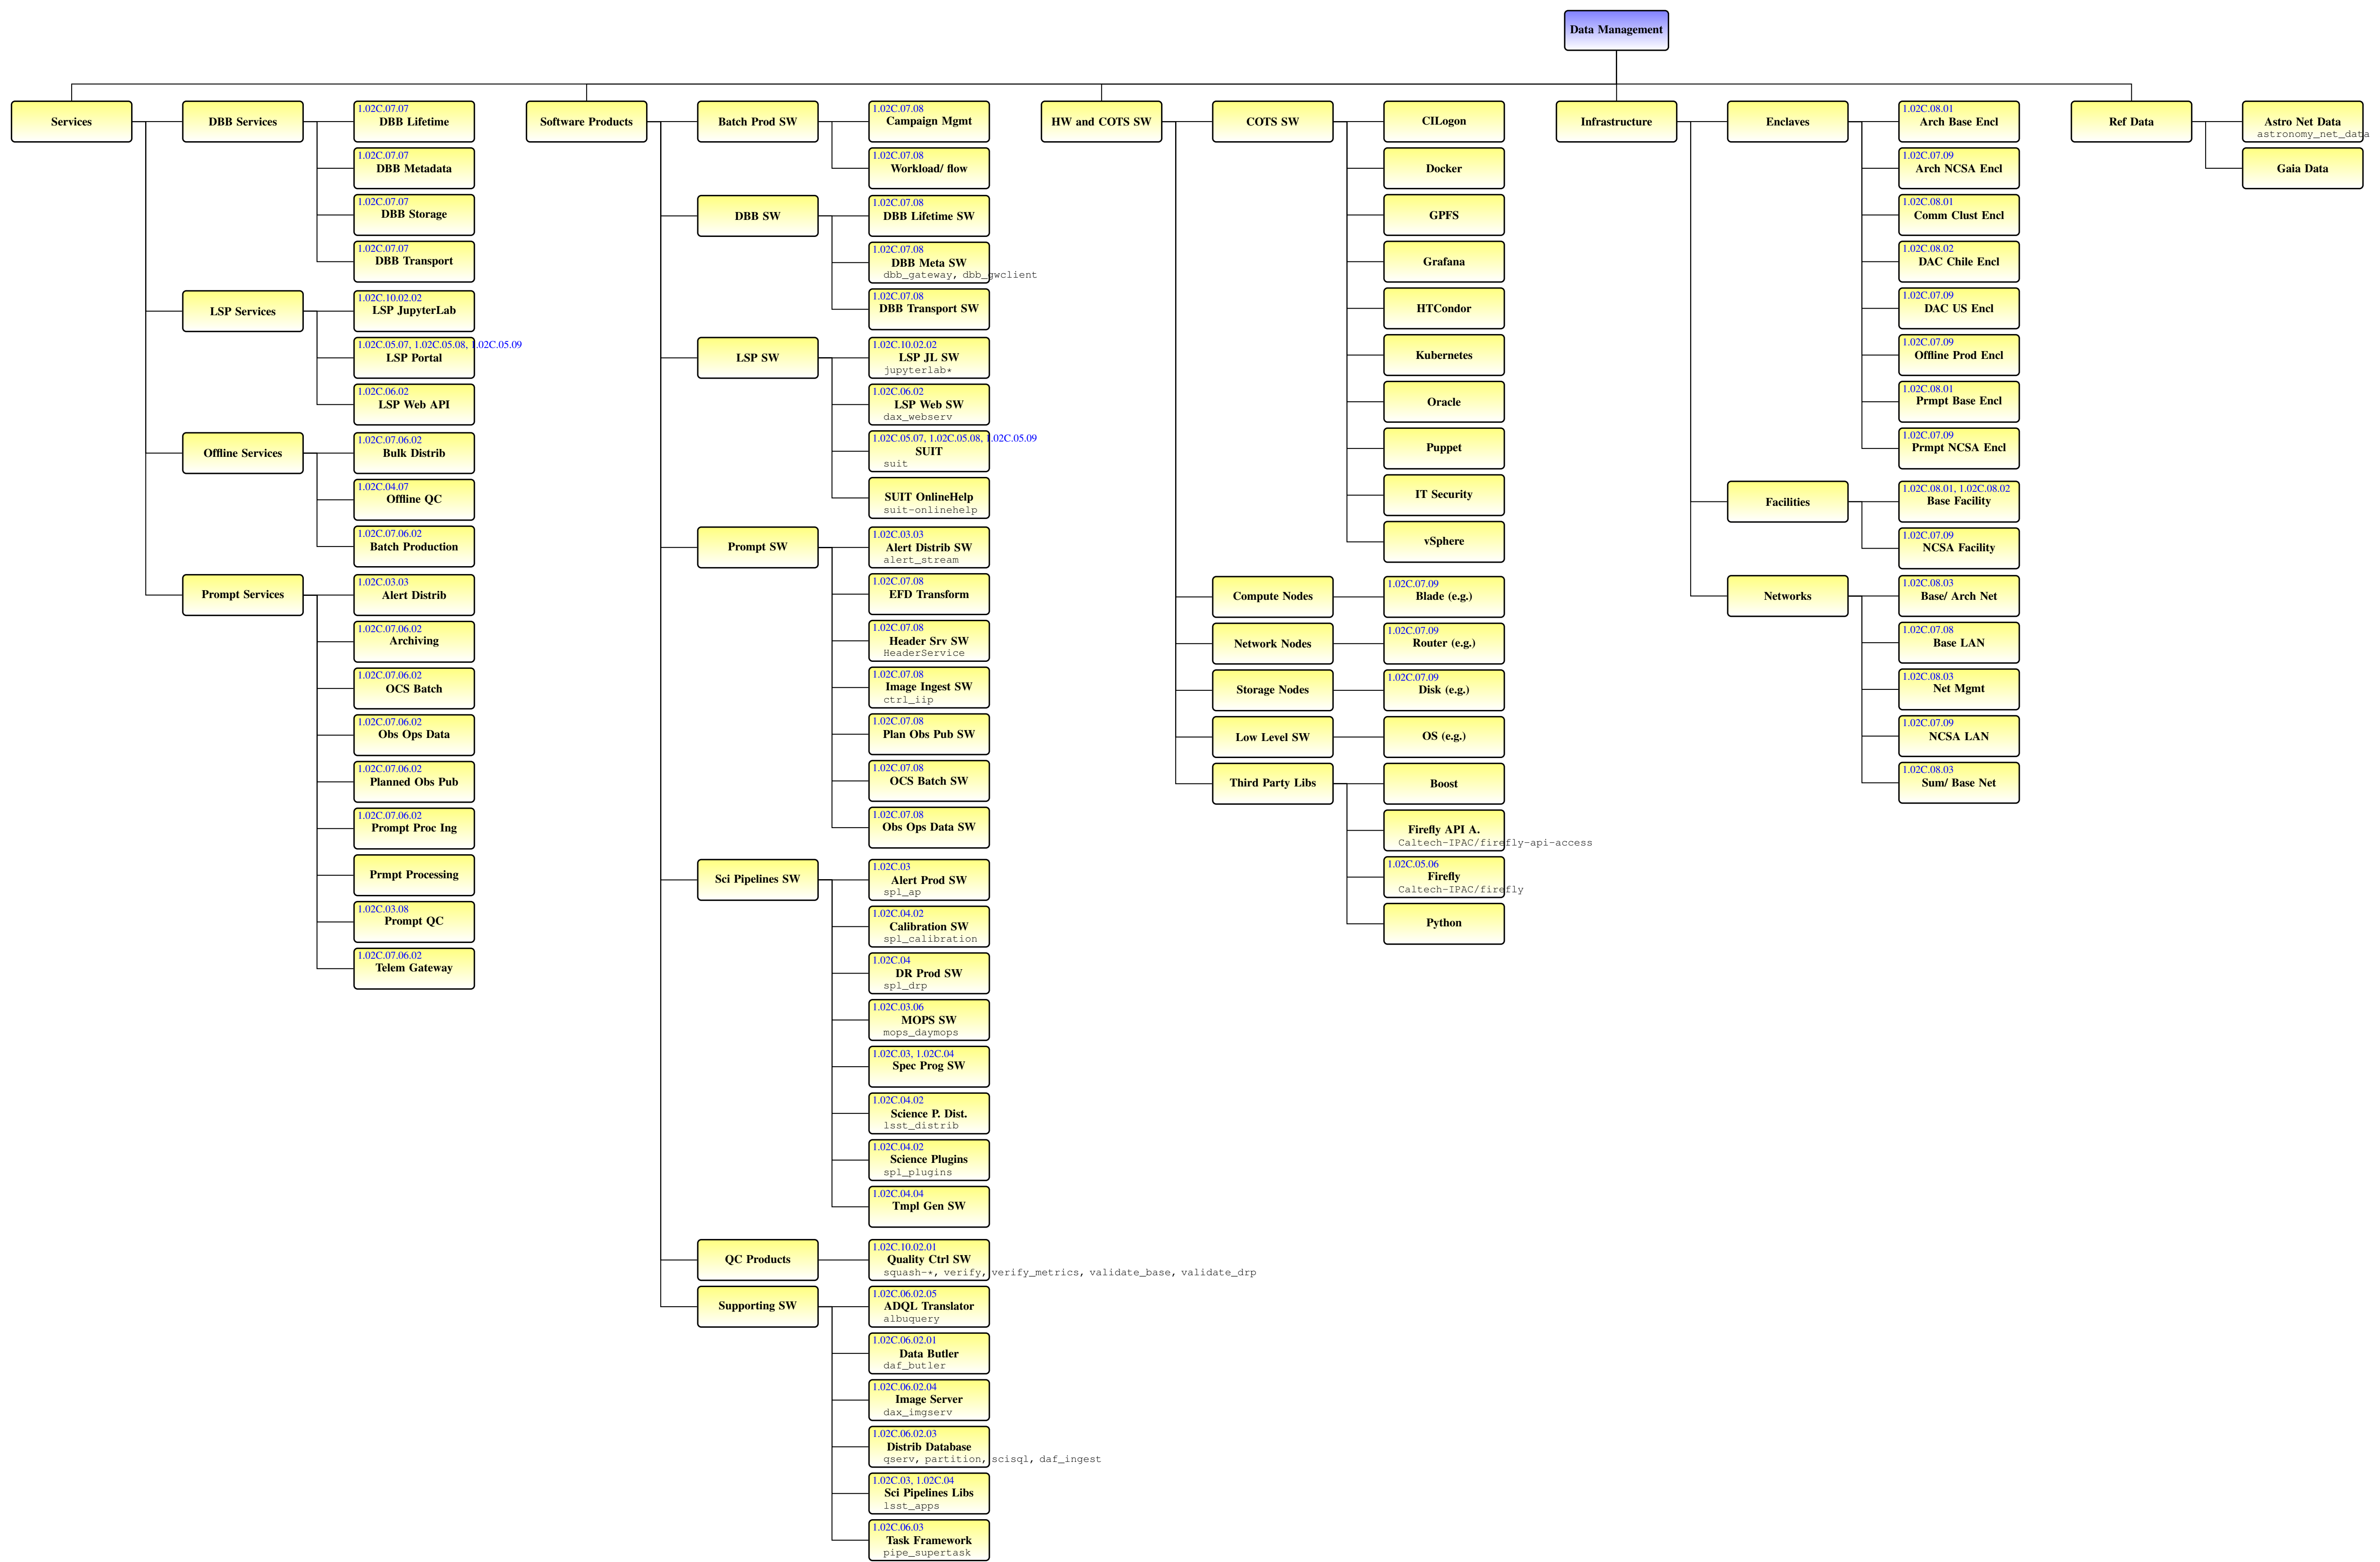 Data Management
Services
DBB Services
1.02C.07.07
DBB Lifetime
1.02C.07.07
DBB Metadata
1.02C.07.07
DBB Storage
1.02C.07.07
DBB Transport
LSP Services
1.02C.10.02.02
LSP JupyterLab
1.02C.05.07, 1.02C.05.08, 1.02C.05.09
LSP Portal
1.02C.06.02
LSP Web API
Offline Services
1.02C.07.06.02
Bulk Distrib
1.02C.04.07
Offline QC
1.02C.07.06.02
Batch Production
Prompt Services
1.02C.03.03
Alert Distrib
1.02C.07.06.02
Archiving
1.02C.07.06.02
OCS Batch
1.02C.07.06.02
Obs Ops Data
1.02C.07.06.02
Planned Obs Pub
1.02C.07.06.02
Prompt Proc Ing
Prmpt Processing
1.02C.03.08
Prompt QC
1.02C.07.06.02
Telem Gateway
Software Products
Batch Prod SW
1.02C.07.08
Campaign Mgmt
1.02C.07.08
Workload/ flow
DBB SW
1.02C.07.08
DBB Lifetime SW
1.02C.07.08
DBB Meta SW
dbb_gateway, dbb_gwclient
1.02C.07.08
DBB Transport SW
LSP SW
1.02C.10.02.02
LSP JL SW
jupyterlab*
1.02C.06.02
LSP Web SW
dax_webserv
1.02C.05.07, 1.02C.05.08, 1.02C.05.09
SUIT
suit
SUIT OnlineHelp
suit-onlinehelp
Prompt SW
1.02C.03.03
Alert Distrib SW
alert_stream
1.02C.07.08
EFD Transform
1.02C.07.08
Header Srv SW
HeaderService
1.02C.07.08
Image Ingest SW
ctrl_iip
1.02C.07.08
Plan Obs Pub SW
1.02C.07.08
OCS Batch SW
1.02C.07.08
Obs Ops Data SW
Sci Pipelines SW
1.02C.03
Alert Prod SW
spl_ap
1.02C.04.02
Calibration SW
spl_calibration
1.02C.04
DR Prod SW
spl_drp
1.02C.03.06
MOPS SW
mops_daymops
1.02C.03, 1.02C.04
Spec Prog SW
1.02C.04.02
Science P. Dist.
lsst_distrib
1.02C.04.02
Science Plugins
spl_plugins
1.02C.04.04
Tmpl Gen SW
QC Products
1.02C.10.02.01
Quality Ctrl SW
squash-*, verify, verify_metrics, validate_base, validate_drp
Supporting SW
1.02C.06.02.05
ADQL Translator
albuquery
1.02C.06.02.01
Data Butler
daf_butler
1.02C.06.02.04
Image Server
dax_imgserv
1.02C.06.02.03
Distrib Database
qserv, partition, scisql, daf_ingest
1.02C.03, 1.02C.04
Sci Pipelines Libs
lsst_apps
1.02C.06.03
Task Framework
pipe_supertask
HW and COTS SW
COTS SW
CILogon
Docker
GPFS
Grafana
HTCondor
Kubernetes
Oracle
Puppet
IT Security
vSphere
Compute Nodes
1.02C.07.09
Blade (e.g.)
Network Nodes
1.02C.07.09
Router (e.g.)
Storage Nodes
1.02C.07.09
Disk (e.g.)
Low Level SW
OS (e.g.)
Third Party Libs
Boost
Firefly API A.
Caltech-IPAC/firefly-api-access
1.02C.05.06
Firefly
Caltech-IPAC/firefly
Python
Infrastructure
Enclaves
1.02C.08.01
Arch Base Encl
1.02C.07.09
Arch NCSA Encl
1.02C.08.01
Comm Clust Encl
1.02C.08.02
DAC Chile Encl
1.02C.07.09
DAC US Encl
1.02C.07.09
Offline Prod Encl
1.02C.08.01
Prmpt Base Encl
1.02C.07.09
Prmpt NCSA Encl
Facilities
1.02C.08.01, 1.02C.08.02
Base Facility
1.02C.07.09
NCSA Facility
Networks
1.02C.08.03
Base/ Arch Net
1.02C.07.08
Base LAN
1.02C.08.03
Net Mgmt
1.02C.07.09
NCSA LAN
1.02C.08.03
Sum/ Base Net
Ref Data
Astro Net Data
astronomy_net_data
Gaia Data